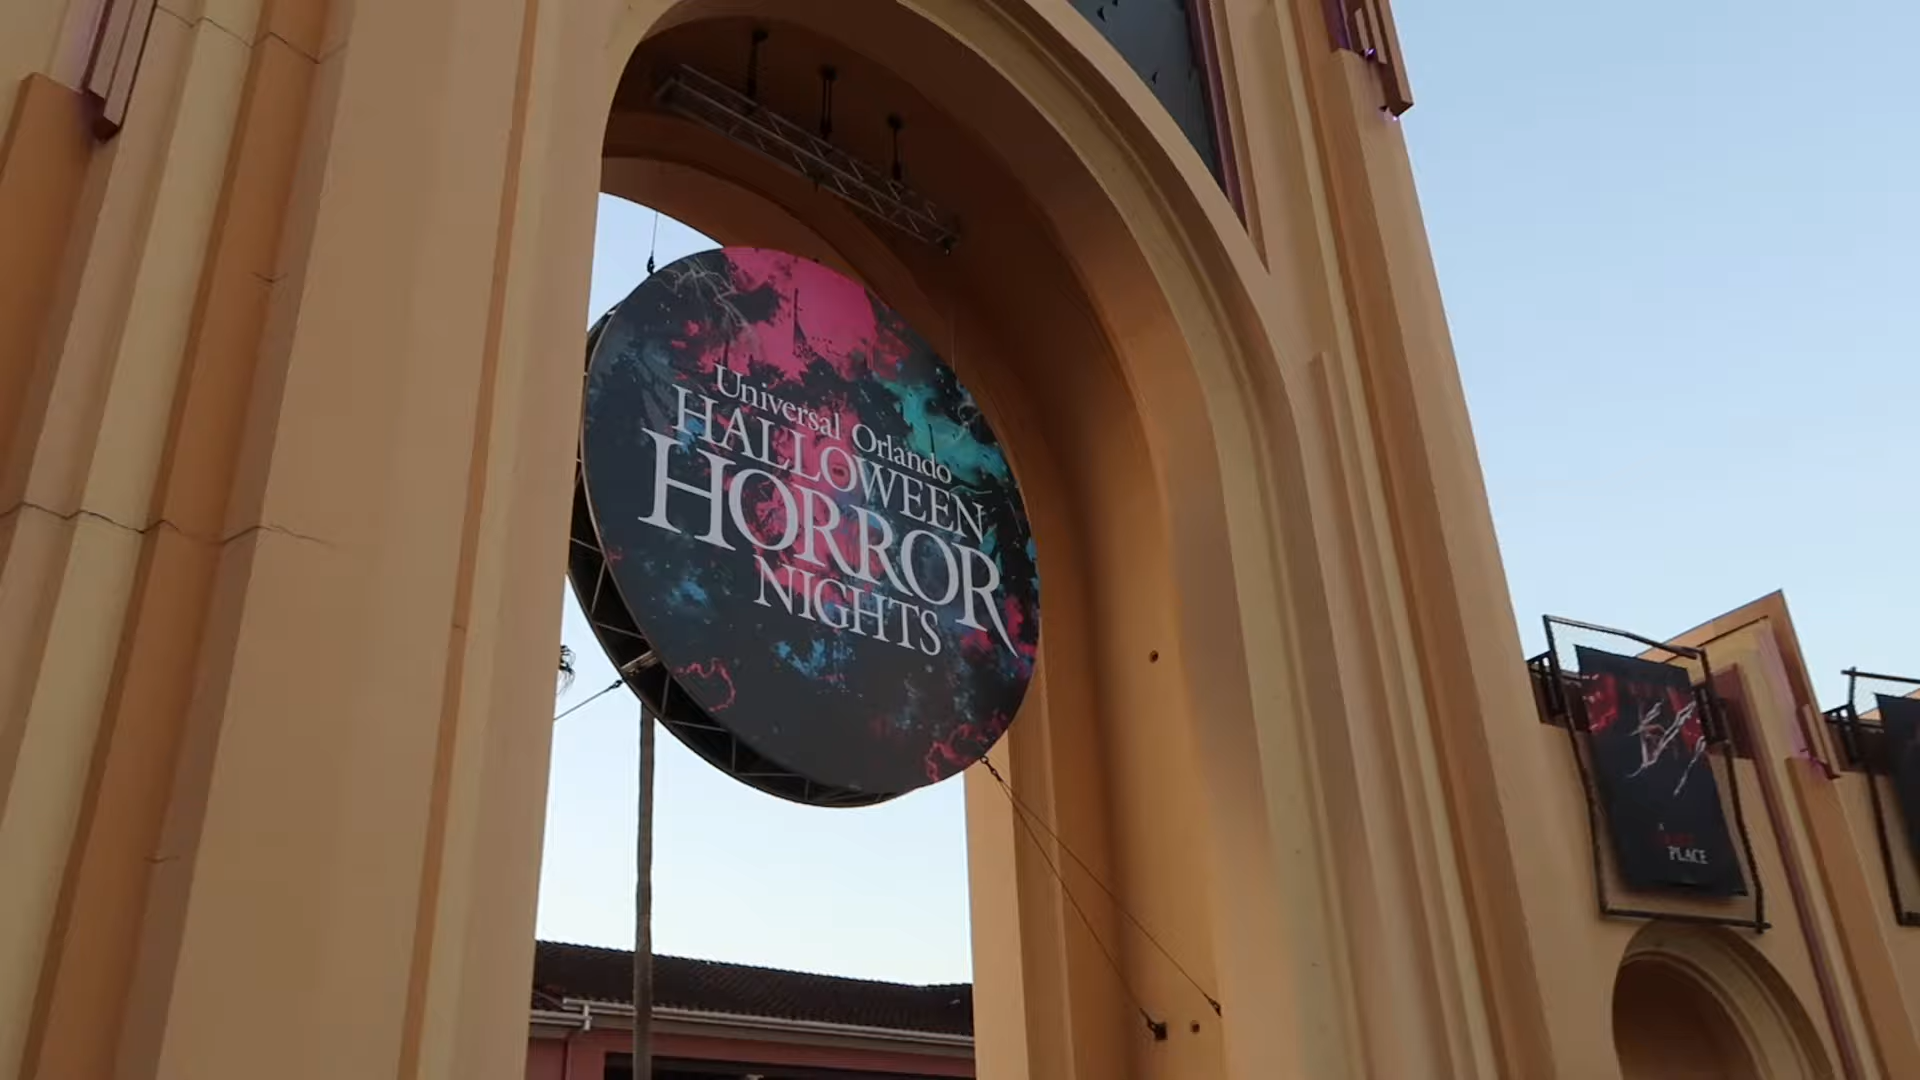 Universal Orlando
HALLOWEEN
HORROR
NIGHTS
A
PLACE